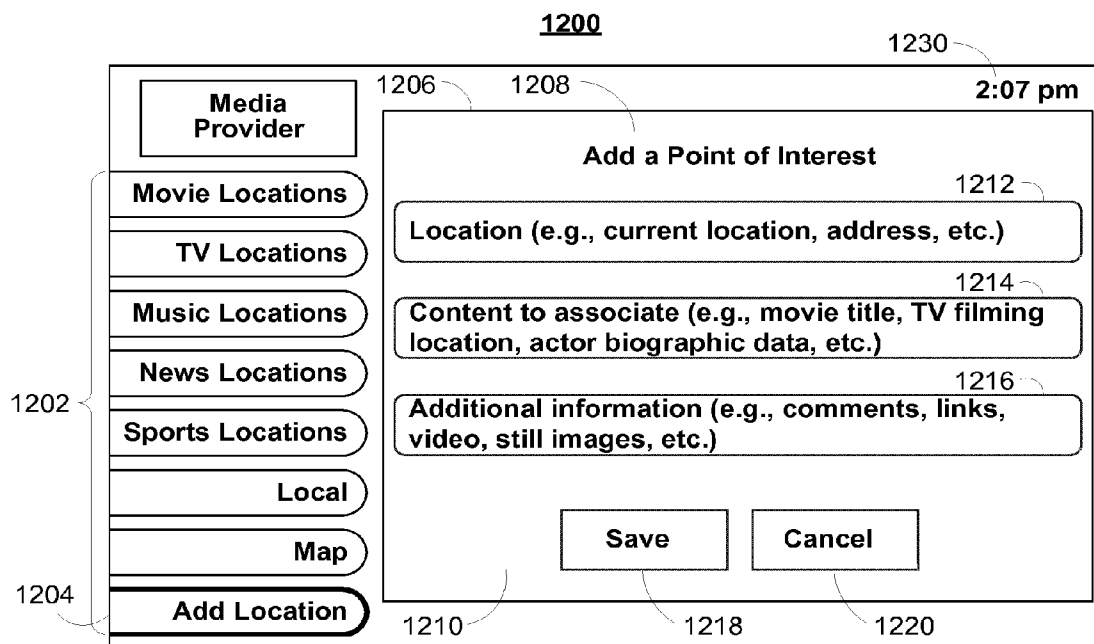 1200
1230
1206
1208
2:07 pm
Media
Provider
Add a Point of Interest
Movie Locations
1212
Location (e.g., current location, address, etc.)
TV Locations
1214
Music Locations
Content to associate (e.g., movie title, TV filming
location, actor biographic data, etc.)
News Locations
1216
1202
Additional information (e.g., comments, links,
video, still images, etc.)
Sports Locations
Local
Save
Cancel
Map
1204
Add Location
1210
1218
1220